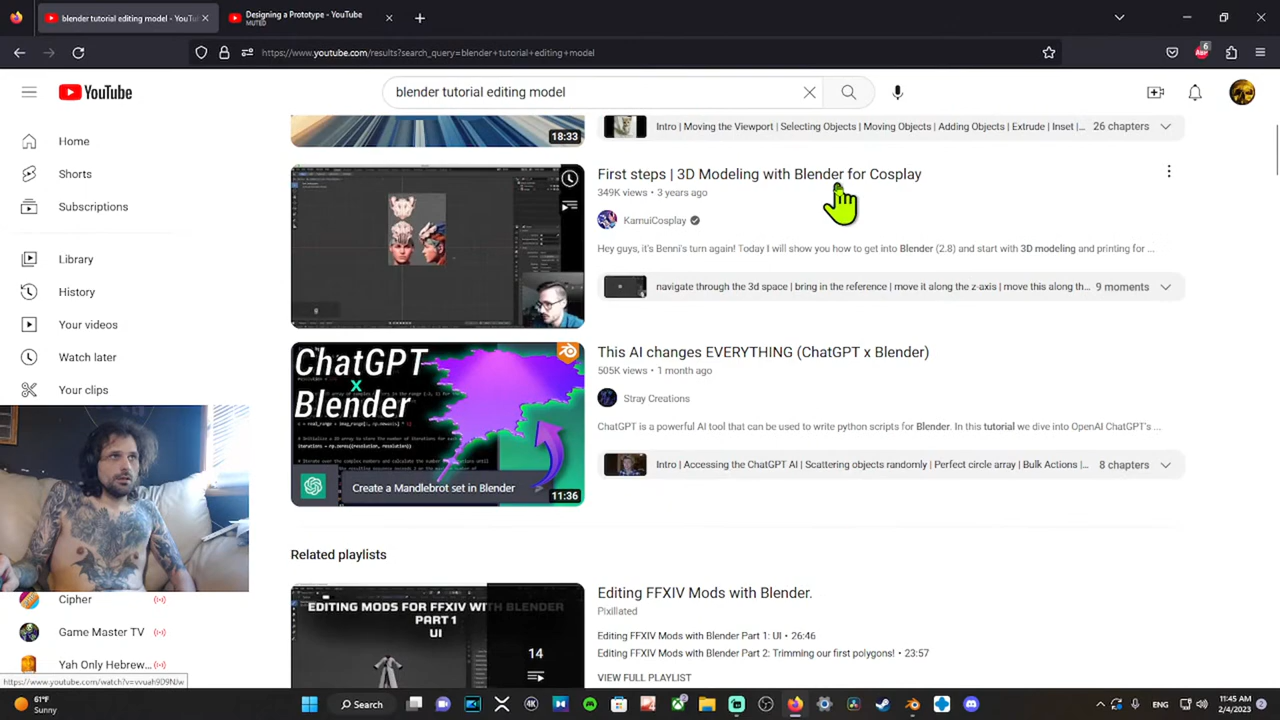 blender tutorial editing model - YouTu
Designing a Prototype - YouTube
MUTED
https://www.youtube.com/results?search_query=blender+tutorial+editing+model
6
YouTube
blender tutorial editing model
Home
Shorts
Subscriptions
Library
History
Your videos
Watch later
Your clips
Cipher
Game Master TV
Yah Only Hebrew...
18:33
Intro | Moving the Viewport | Selecting Objects | Moving Objects | Adding Objects | Extrude | Inset |...
26 chapters
First steps | 3D Modeling with Blender for Cosplay
349K views • 3 years ago
KamuiCosplay
Hey guys, it's Benni's turn again! Today I will show you how to get into Blender (2.8) and start with 3D modeling and printing for ...
navigate through the 3d space | bring in the reference | move it along the z-axis | move this along th...
9 moments
ChatGPT
x
Blender
Create a Mandlebrot set in Blender
11:36
This AI changes EVERYTHING (ChatGPT x Blender)
505K views • 1 month ago
Stray Creations
ChatGPT is a powerful AI tool that can be used to write python scripts for Blender. In this tutorial we dive into OpenAI ChatGPT's...
Intro | Accessing the ChatGPT AI | Scattering objects randomly | Perfect circle array | Bulk Actions |...
8 chapters
Related playlists
EDITING MODS FOR FFXIV WITH BLENDER
PART 1
UI
14
Editing FFXIV Mods with Blender.
Pixillated
Editing FFXIV Mods with Blender Part 1: UI • 26:46
Editing FFXIV Mods with Blender Part 2: Trimming our first polygons! • 23:57
VIEW FULL PLAYLIST
https://www.youtube.com/watch?v=vvuah9D9NJw
61°F
Sunny
Search
4K
ENG
11:45 AM
2/4/2023